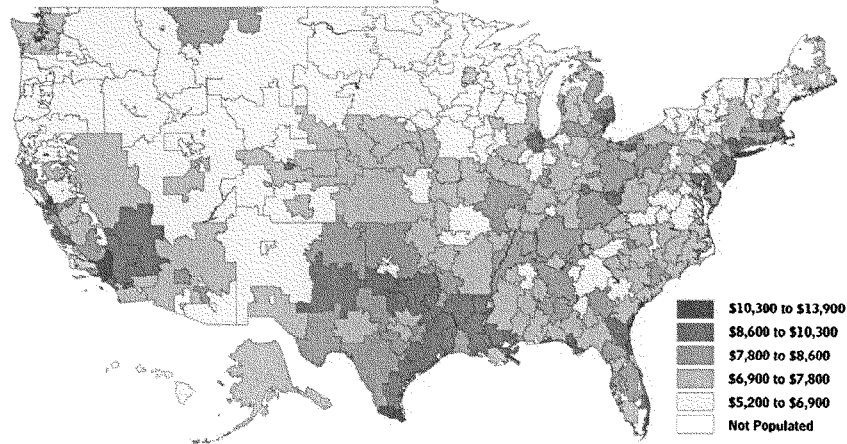 $10,300 to $13,900
$8,600 to $10,300
$7,800 to $8,600
$6,900 to $7,800
$5,200 to $6,900
Not Populated